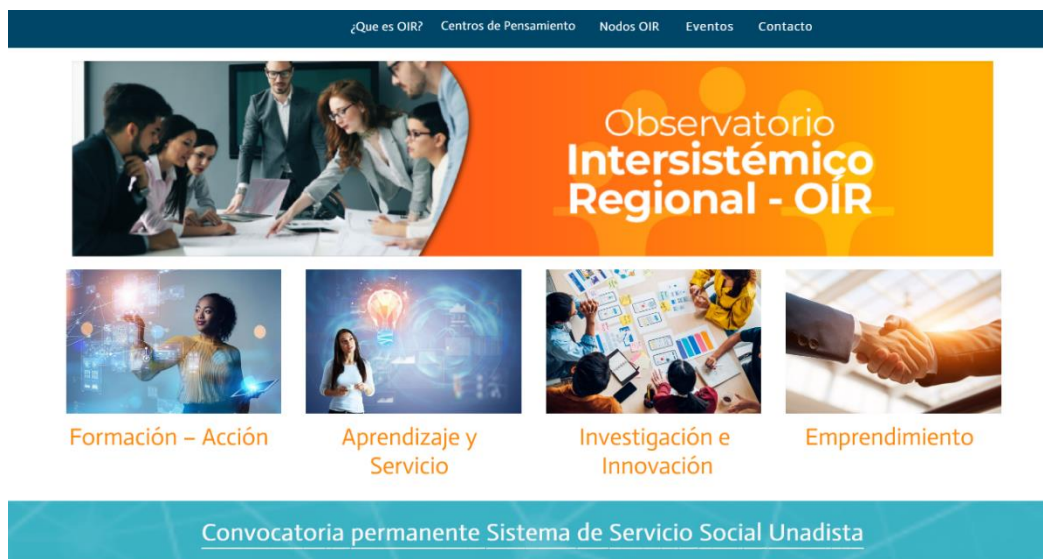 ¿Que es OIR? Centros de Pensamiento Nodos OIR Eventos Contacto
Observatorio
Intersistémico
Regional - OIR
Formación – Acción
Aprendizaje y
Servicio
Investigación e
Innovación
Emprendimiento
Convocatoria permanente Sistema de Servicio Social Unadista